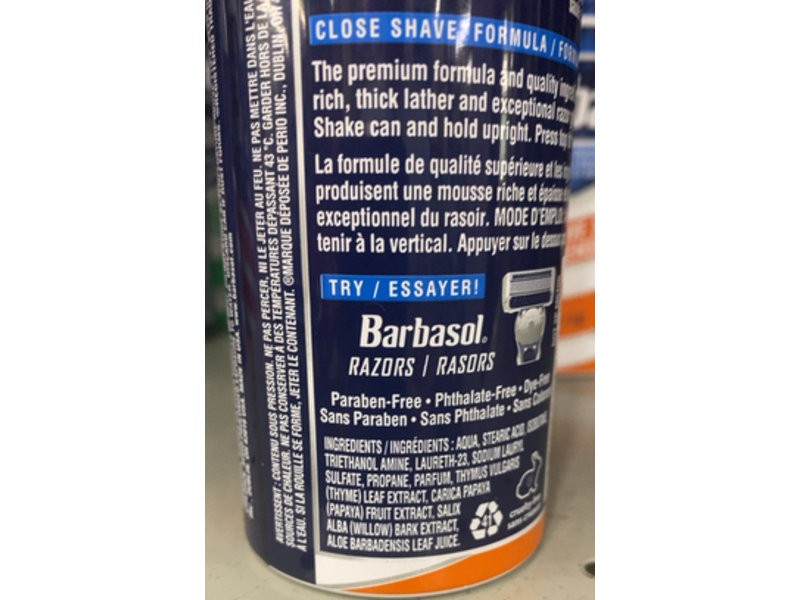 CLOSE SHAVE FORMULA /
The premium formula and quality
rich, thick lather and exceptional
Shake can and hold upright. Press
La formule de qualité supérieure et les
produisent une mousse riche et épaisse
exceptionnel du rasoir. MODE D'EMPLOI
tenir à la vertical. Appuyer sur le
TRY / ESSAYER!
Barbasol®
RAZORS / RASORS
Paraben-Free • Phthalate-Free • Dye-Free
Sans Paraben • Sans Phthalate • Sans
INGREDIENTS / INGRÉDIENTS : AQUA, STEARIC ACID,
TRIETHANOL AMINE, LAURETH-23, SODIUM LAURYL
SULFATE, PROPANE, PARFUM, THYMUS VULGARIS
(THYME) LEAF EXTRACT, CARICA PAPAYA
(PAPAYA) FRUIT EXTRACT, SALIX
ALBA (WILLOW) BARK EXTRACT,
ALOE BARBADENSIS LEAF JUICE.
41
AVERTISSEMENT : CONTENU SOUS PRESSION. NE PAS PERCER, NI LE JETER AU FEU. NE PAS METTRE DANS L'EAU
SOURCES DE CHALEUR. NE PAS CONSERVER À DES TEMPÉRATURES DÉPASSANT 43 °C. GARDER HORS DE LA
À L'EAU. SI LA ROUILLE SE FORME, JETER LE CONTENANT. ®MARQUE DÉPOSÉE DE PERIO INC., DUBLIN, OH